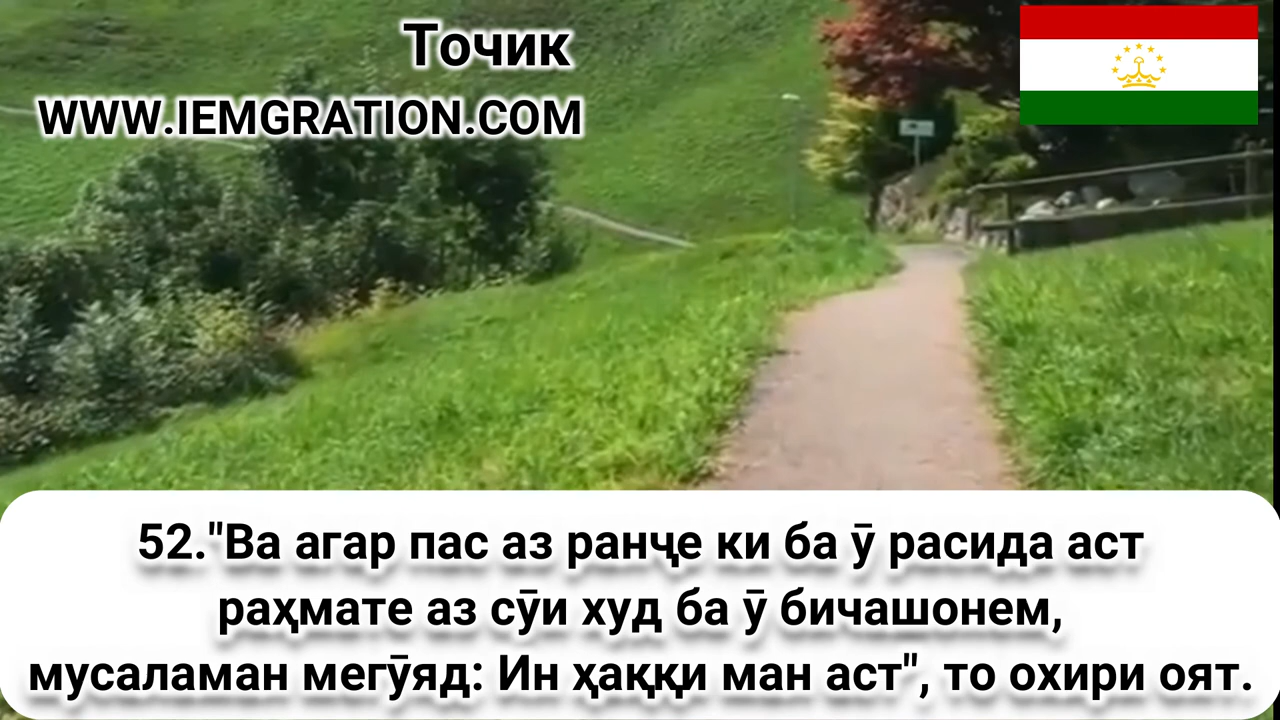 Точик
WWW.IEMGRATION.COM
52."Ва агар пас аз ранҷе ки ба ӯ расида аст
раҳмате аз сӯи худ ба ӯ бичашонем,
мусаламан мегӯяд: Ин ҳаққи ман аст", то охири оят.